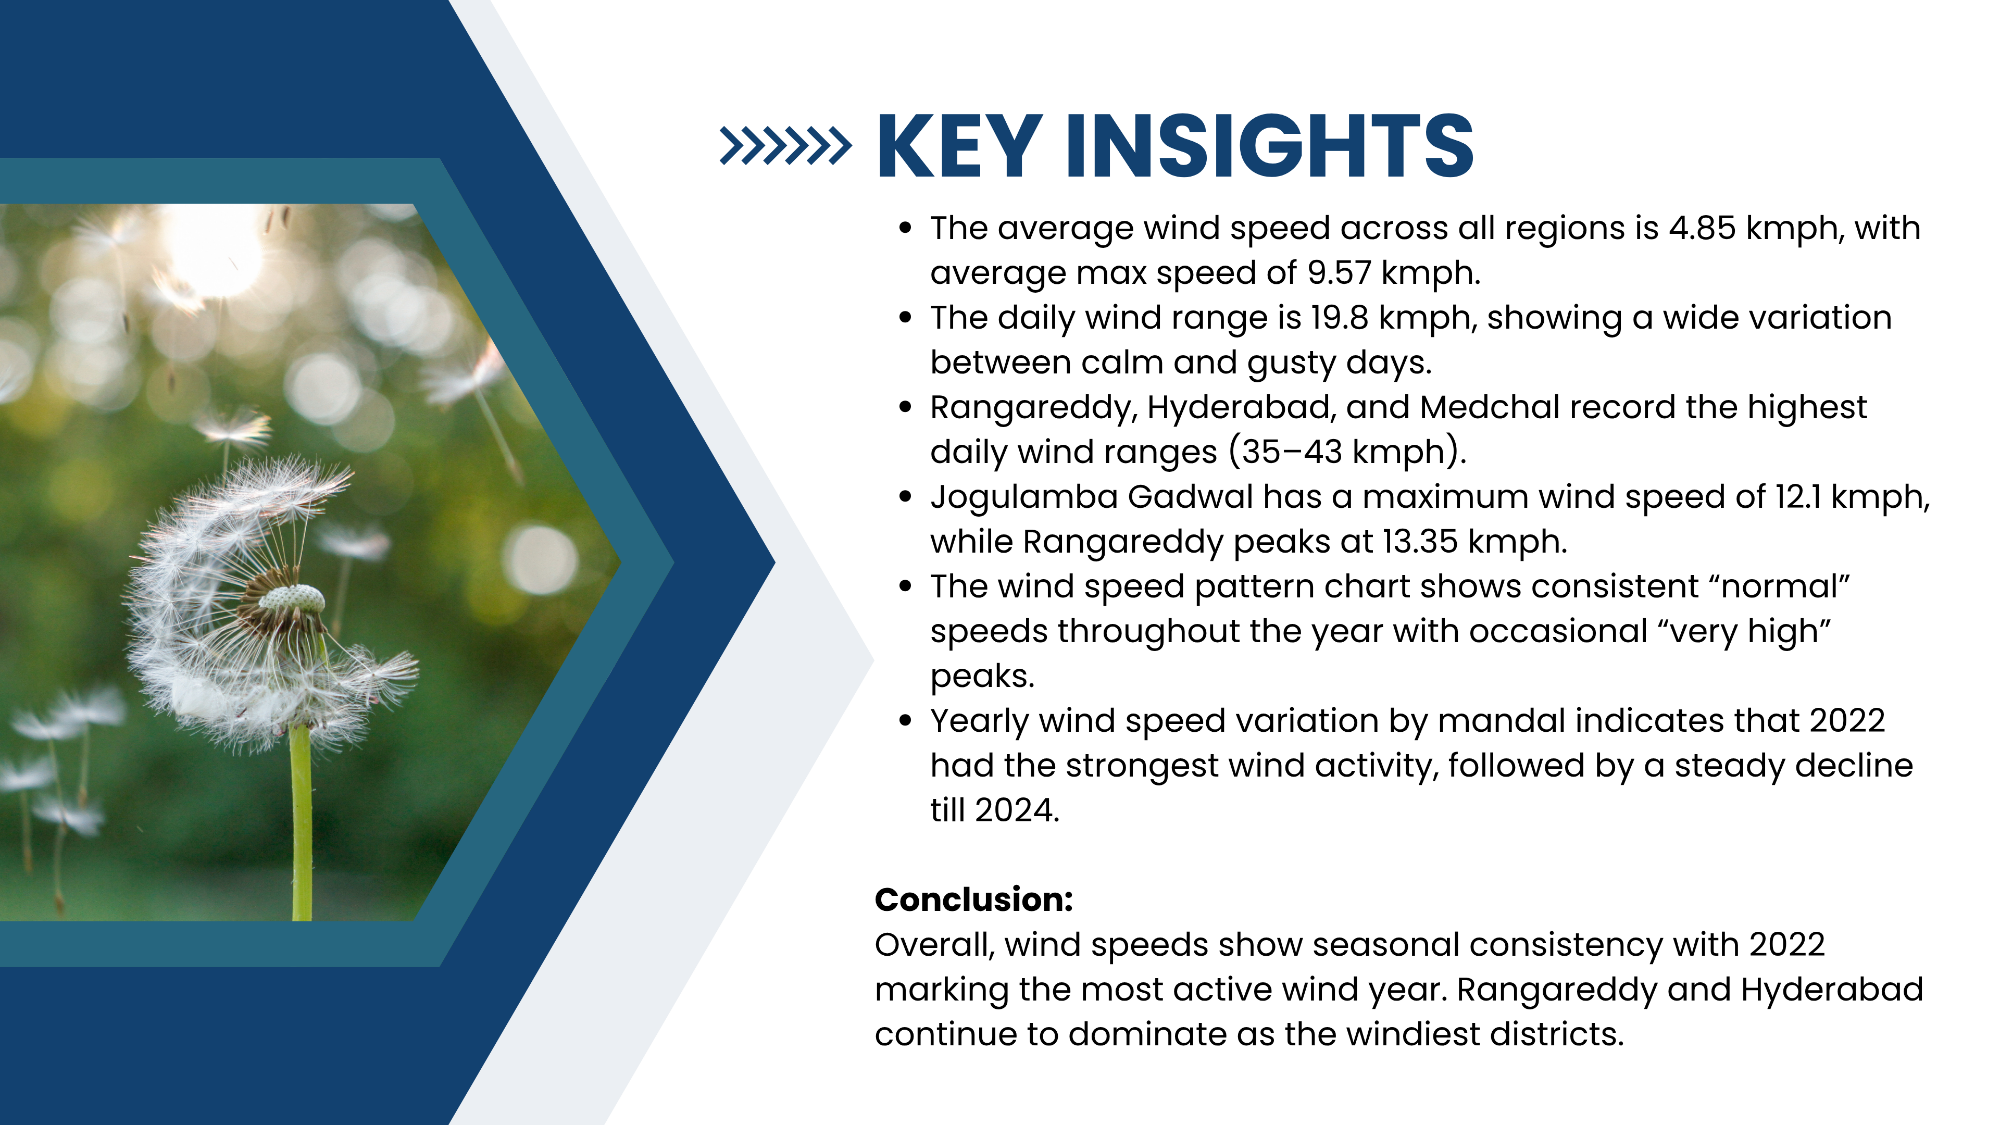 KEY INSIGHTS
• The average wind speed across all regions is 4.85 kmph, with
average max speed of 9.57 kmph.
• The daily wind range is 19.8 kmph, showing a wide variation
between calm and gusty days.
• Rangareddy, Hyderabad, and Medchal record the highest
daily wind ranges (35–43 kmph).
• Jogulamba Gadwal has a maximum wind speed of 12.1 kmph,
while Rangareddy peaks at 13.35 kmph.
• The wind speed pattern chart shows consistent “normal”
speeds throughout the year with occasional “very high”
peaks.
• Yearly wind speed variation by mandal indicates that 2022
had the strongest wind activity, followed by a steady decline
till 2024.
Conclusion:
Overall, wind speeds show seasonal consistency with 2022
marking the most active wind year. Rangareddy and Hyderabad
continue to dominate as the windiest districts.